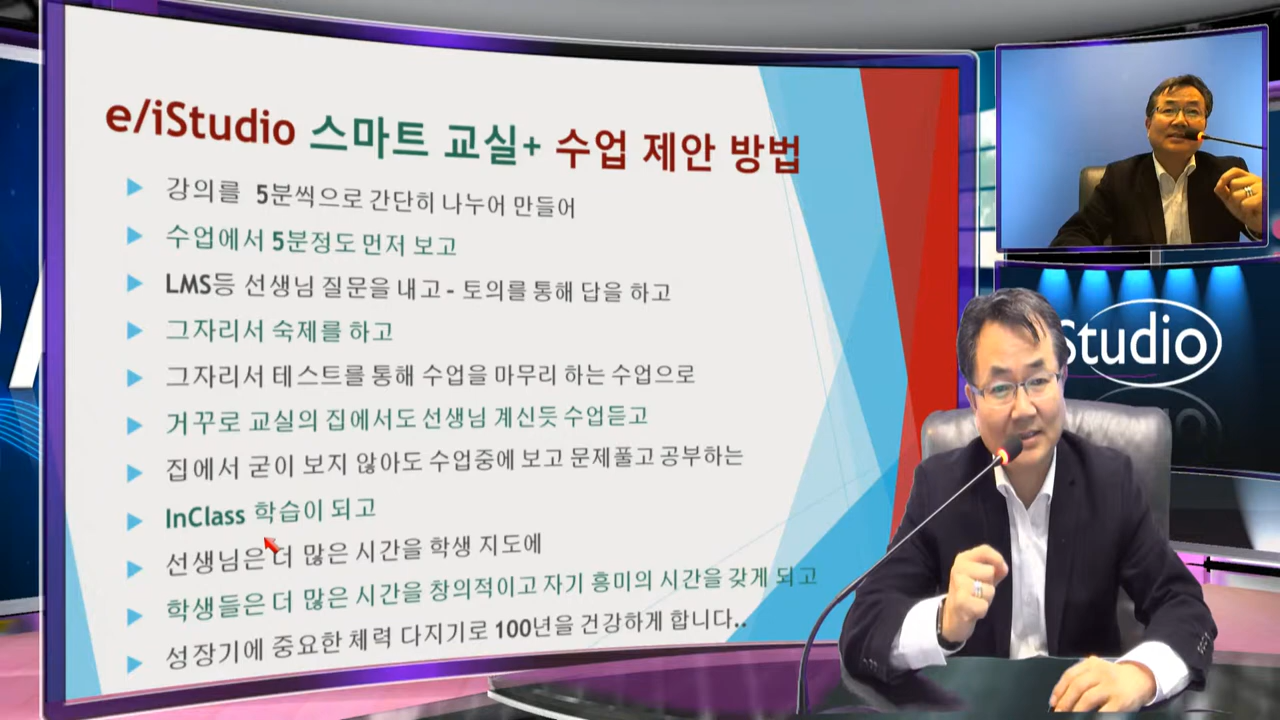 e/iStudio 스마트 교실+ 수업 제안 방법
강의를 5분씩으로 간단히 나누어 만들어
수업에서 5분정도 먼저 보고
LMS등 선생님 질문을 내고 - 토의를 통해 답을 하고
그자리서 숙제를 하고
그자리서 테스트를 통해 수업을 마무리 하는 수업으로
거꾸로 교실의 집에서도 선생님 계신듯 수업듣고
집에서 굳이 보지 않아도 수업중에 보고 문제풀고 공부하는
InClass 학습이 되고
선생님은 더 많은 시간을 학생 지도에
학생들은 더 많은 시간을 창의적이고 자기 흥미의 시간을 갖게 되고
성장기에 중요한 체력 다지기로 100년을 건강하게 합니다..
Studio